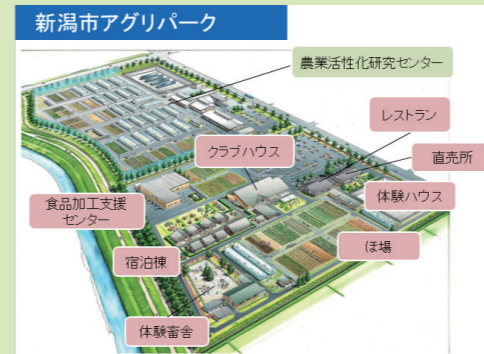 新潟市アグリパーク
農業活性化研究センター
レストラン
クラブハウス
直売所
体験ハウス
食品加工支援
センター
ほ場
宿泊棟
体験畜舎